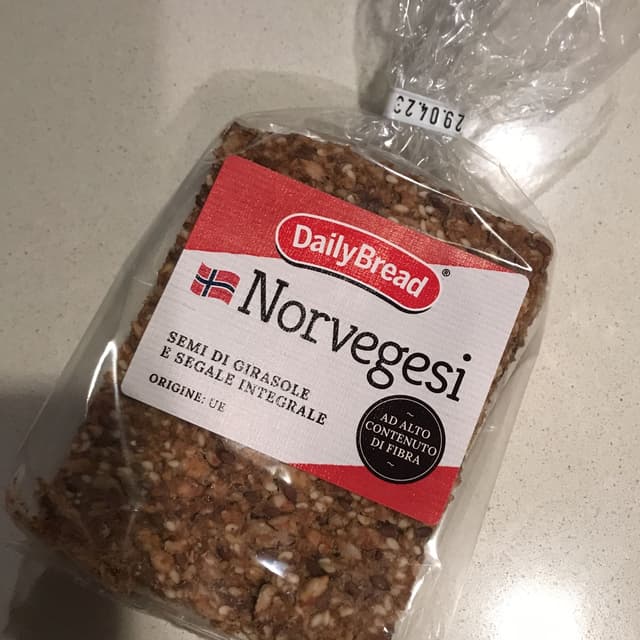 29.04.23
DailyBread®
Norvegesi
SEMI DI GIRASOLE
E SEGALE INTEGRALE
ORIGINE: UE
~
AD ALTO
CONTENUTO
DI FIBRA
~